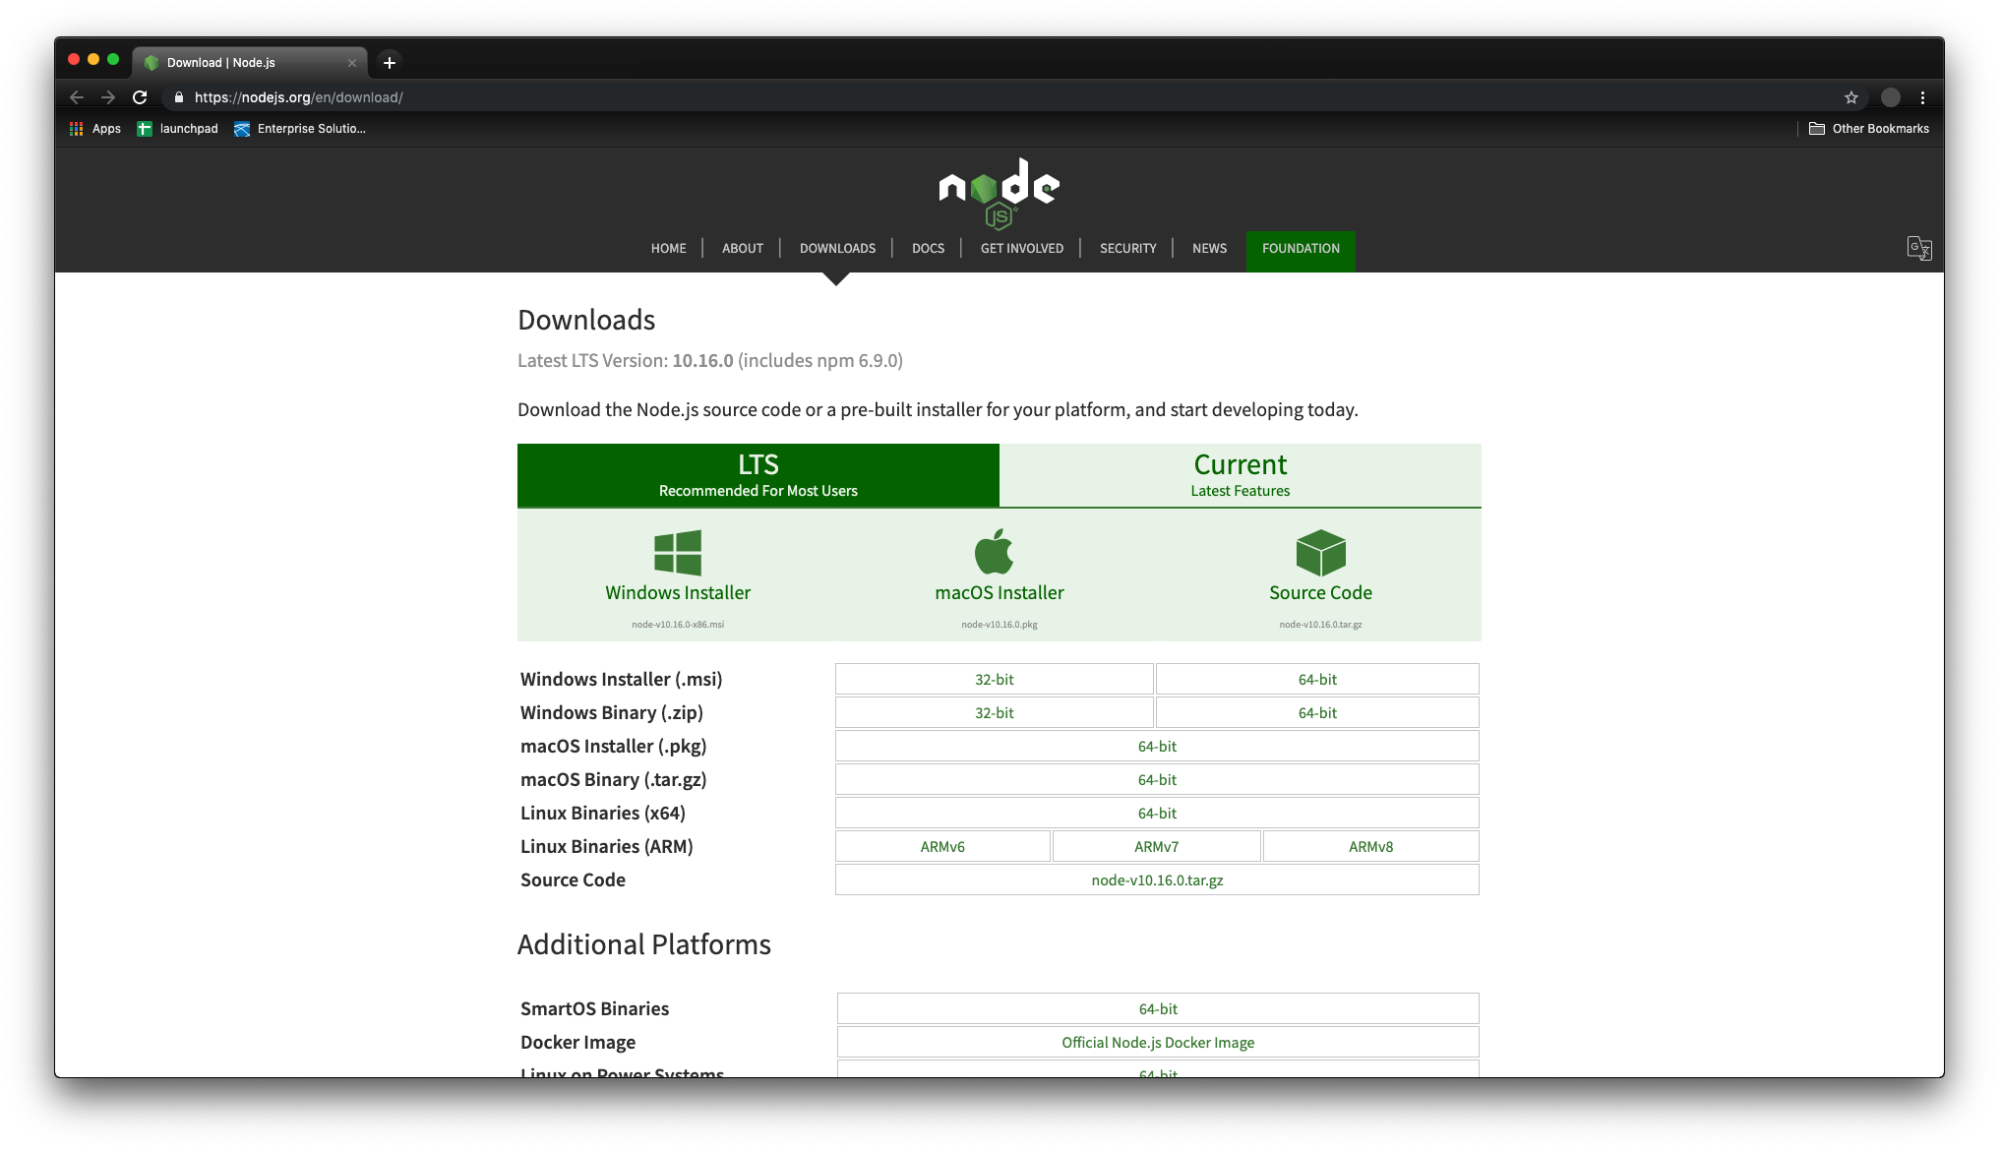 Download | Node.js
https://nodejs.org/en/download/
Apps launchpad Enterprise Solutio... Other Bookmarks
node
JS
HOME ABOUT DOWNLOADS DOCS GET INVOLVED SECURITY NEWS FOUNDATION
Downloads
Latest LTS Version: 10.16.0 (includes npm 6.9.0)
Download the Node.js source code or a pre-built installer for your platform, and start developing today.
LTS Current
Recommended For Most Users Latest Features
Windows Installer macOS Installer Source Code
node-v10.16.0-x86.msi node-v10.16.0.pkg node-v10.16.0.tar.gz
Windows Installer (.msi) 32-bit 64-bit
Windows Binary (.zip) 32-bit 64-bit
macOS Installer (.pkg) 64-bit
macOS Binary (.tar.gz) 64-bit
Linux Binaries (x64) 64-bit
Linux Binaries (ARM) ARMv6 ARMv7 ARMv8
Source Code node-v10.16.0.tar.gz
Additional Platforms
SmartOS Binaries 64-bit
Docker Image Official Node.js Docker Image
Linux on Power Systems 64-bit